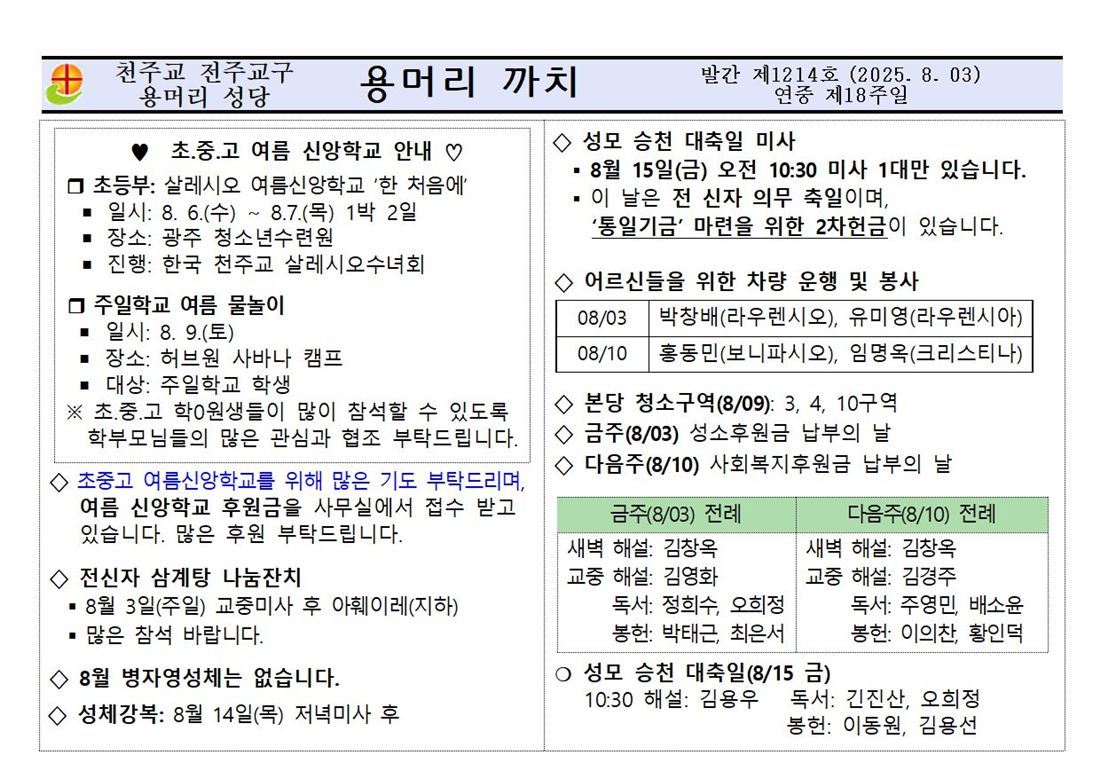 천주교 전주교구
용머리 성당
용머리 까치
발간 제1214호 (2025. 8. 03)
연중 제18주일
♥ 초.중.고 여름 신앙학교 안내 ♡
❒ 초등부: 살레시오 여름신앙학교 ‘한 처음에’
▪ 일시: 8. 6.(수) ~ 8.7.(목) 1박 2일
▪ 장소: 광주 청소년수련원
▪ 진행: 한국 천주교 살레시오수녀회
❒ 주일학교 여름 물놀이
▪ 일시: 8. 9.(토)
▪ 장소: 허브원 사바나 캠프
▪ 대상: 주일학교 학생
※ 초.중.고 학0원생들이 많이 참석할 수 있도록
학부모님들의 많은 관심과 협조 부탁드립니다.
◇ 초중고 여름신앙학교를 위해 많은 기도 부탁드리며,
여름 신앙학교 후원금을 사무실에서 접수 받고
있습니다. 많은 후원 부탁드립니다.
◇ 전신자 삼계탕 나눔잔치
▪ 8월 3일(주일) 교중미사 후 아훼이레(지하)
▪ 많은 참석 바랍니다.
◇ 8월 병자영성체는 없습니다.
◇ 성체강복: 8월 14일(목) 저녁미사 후
◇ 성모 승천 대축일 미사
▪ 8월 15일(금) 오전 10:30 미사 1대만 있습니다.
▪ 이 날은 전 신자 의무 축일이며,
‘통일기금’ 마련을 위한 2차헌금이 있습니다.
◇ 어르신들을 위한 차량 운행 및 봉사
08/03 박창배(라우렌시오), 유미영(라우렌시아)
08/10 홍동민(보니파시오), 임명옥(크리스티나)
◇ 본당 청소구역(8/09): 3, 4, 10구역
◇ 금주(8/03) 성소후원금 납부의 날
◇ 다음주(8/10) 사회복지후원금 납부의 날
금주(8/03) 전례 다음주(8/10) 전례
새벽 해설: 김창옥 새벽 해설: 김창옥
교중 해설: 김영화 교중 해설: 김경주
독서: 정희수, 오희정 독서: 주영민, 배소윤
봉헌: 박태근, 최은서 봉헌: 이의찬, 황인덕
❍ 성모 승천 대축일(8/15 금)
10:30 해설: 김용우 독서: 긴진산, 오희정
봉헌: 이동원, 김용선